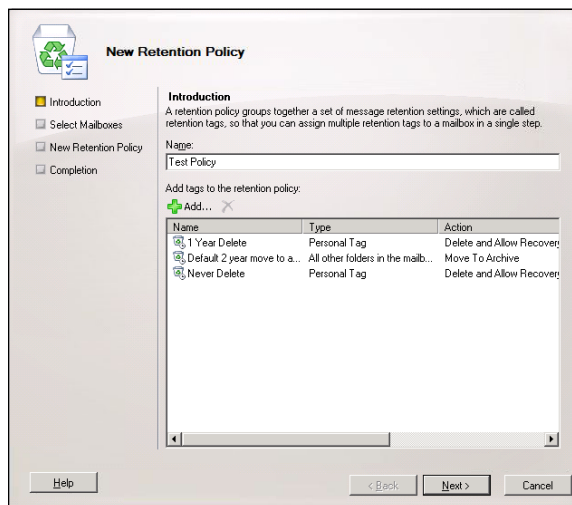 New Retention Policy
Introduction
Select Mailboxes
New Retention Policy
Completion
Introduction
A retention policy groups together a set of message retention settings, which are called
retention tags, so that you can assign multiple retention tags to a mailbox in a single step.
Name:
Test Policy
Add tags to the retention policy:
Add...
Name Type Action
1 Year Delete Personal Tag Delete and Allow Recovery
Default 2 year move to a... All other folders in the mailb... Move To Archive
Never Delete Personal Tag Delete and Allow Recovery
Help < Back Next > Cancel